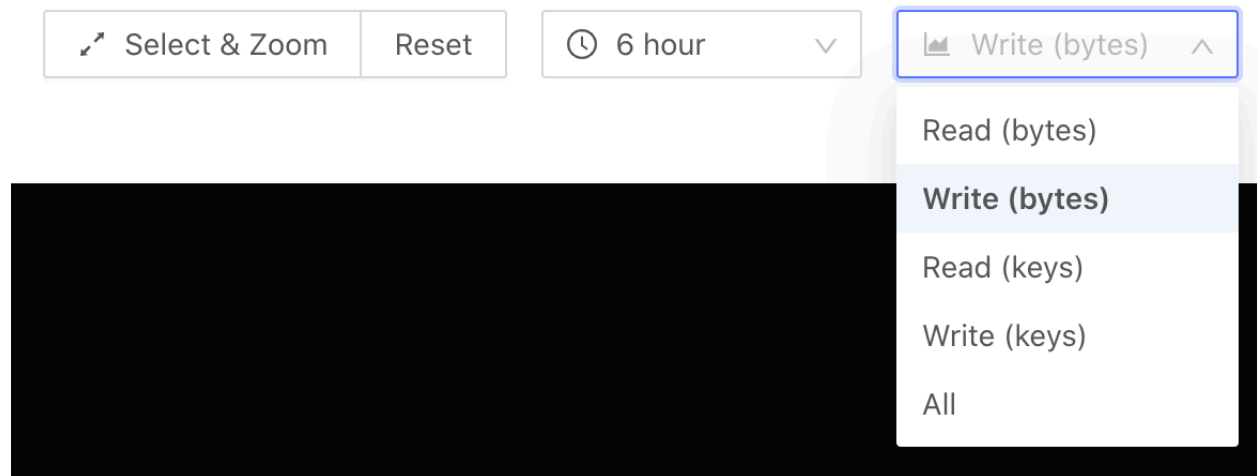 Select & Zoom Reset 6 hour Write (bytes)
Read (bytes)
Write (bytes)
Read (keys)
Write (keys)
All